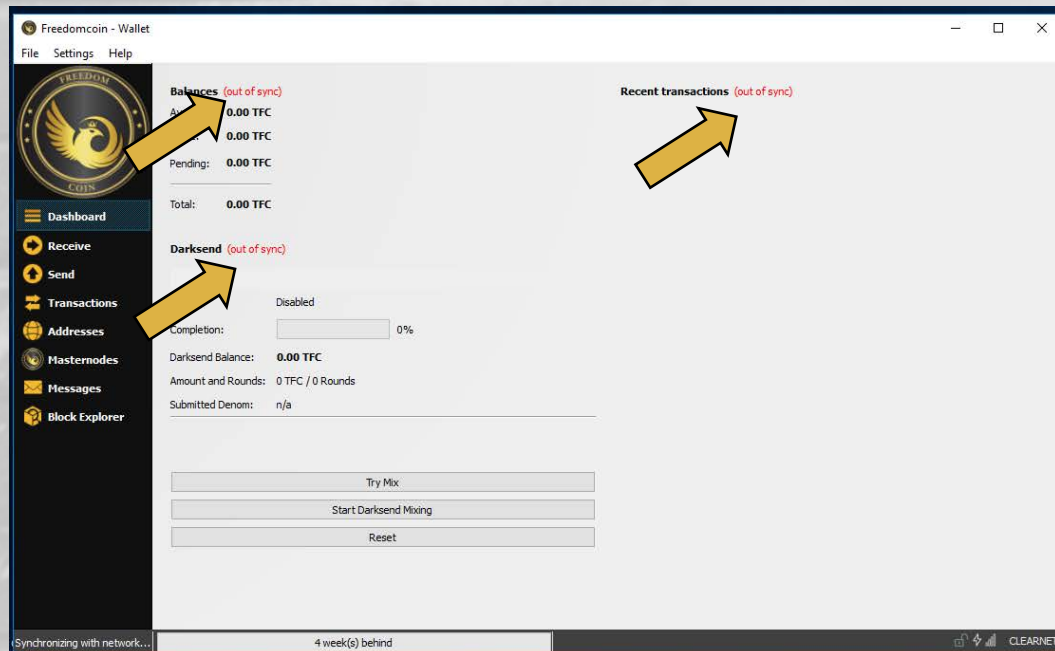 Freedomcoin - Wallet
File Settings Help
FREEDOM
COIN
Dashboard
Receive
Send
Transactions
Addresses
Masternodes
Messages
Block Explorer
Balances (out of sync)
0.00 TFC
0.00 TFC
Pending: 0.00 TFC
Total: 0.00 TFC
Darksend (out of sync)
Disabled
Completion: 0%
Darksend Balance: 0.00 TFC
Amount and Rounds: 0 TFC / 0 Rounds
Submitted Denom: n/a
Try Mix
Start Darksend Mixing
Reset
Recent transactions (out of sync)
Synchronizing with network...
4 week(s) behind
CLEARNET